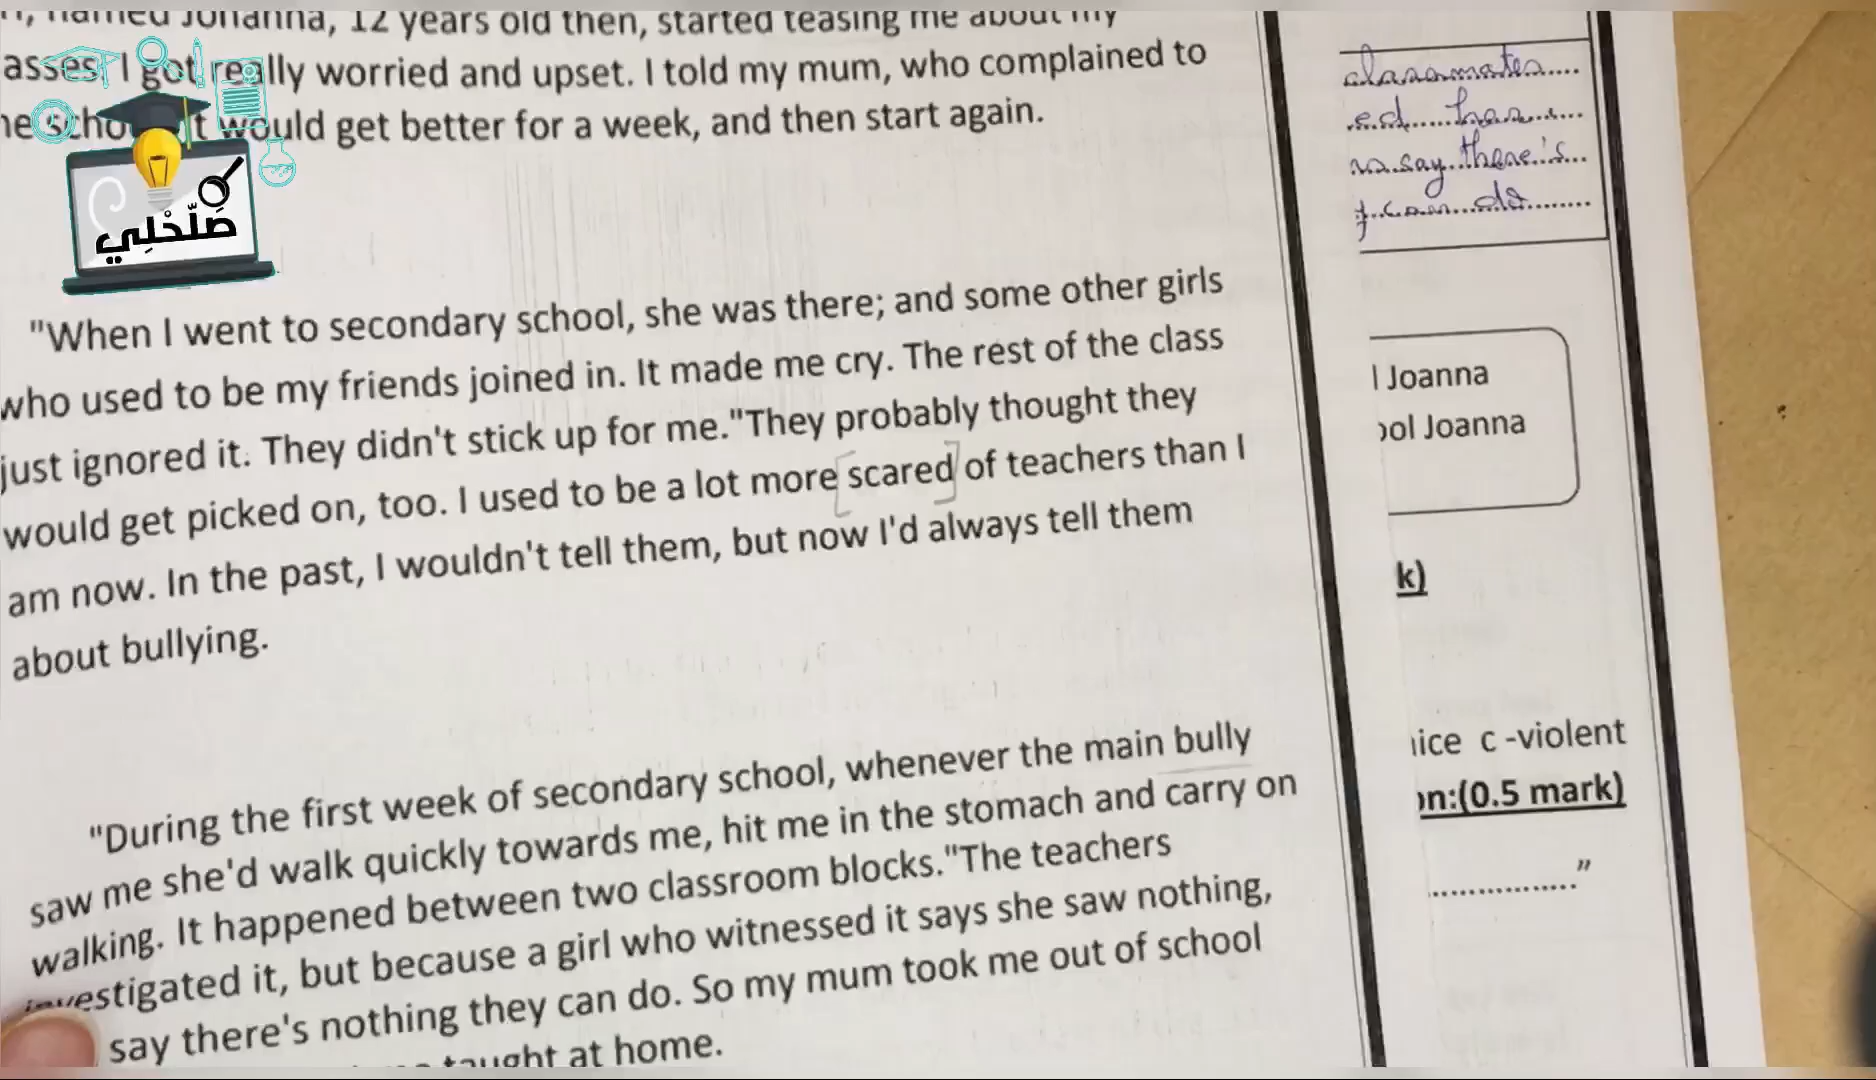 named Johanna, 12 years old then, started teasing me about my
asses. I got really worried and upset. I told my mum, who complained to
would get better for a week, and then start again.
صَلَّحْلِي
"When I went to secondary school, she was there; and some other girls
who used to be my friends joined in. It made me cry. The rest of the class
just ignored it. They didn't stick up for me."They probably thought they
would get picked on, too. I used to be a lot more [scared] of teachers than I
am now. In the past, I wouldn't tell them, but now I'd always tell them
about bullying.
"During the first week of secondary school, whenever the main bully
saw me she'd walk quickly towards me, hit me in the stomach and carry on
walking. It happened between two classroom blocks."The teachers
investigated it, but because a girl who witnessed it says she saw nothing,
say there's nothing they can do. So my mum took me out of school
taught at home.
classmates....
..ed.....has.....
say..there's...
can...do........
l Joanna
ool Joanna
k)
nice c -violent
on:(0.5 mark)
................"